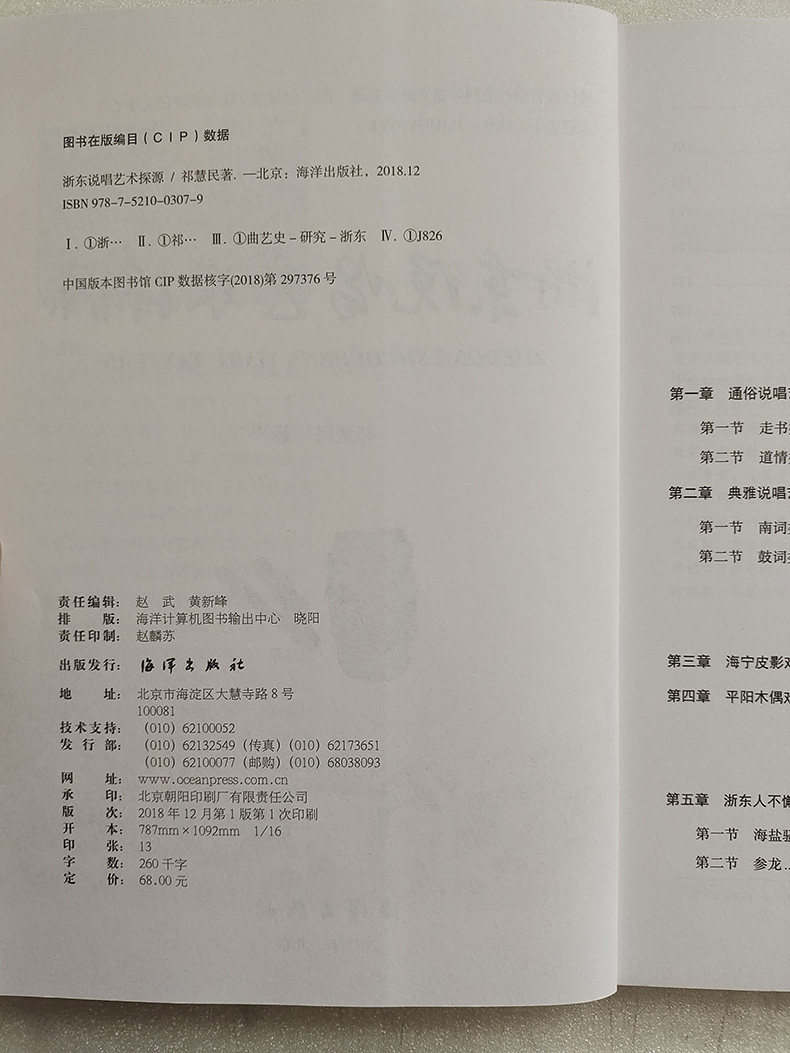 图书在版编目(CIP)数据
浙东说唱艺术探源 / 祁慧民著. —北京：海洋出版社，2018.12
ISBN 978-7-5210-0307-9
Ⅰ. ①浙… Ⅱ. ①祁… Ⅲ. ①曲艺史－研究－浙东 Ⅳ. ①J826
中国版本图书馆 CIP 数据核字(2018)第 297376 号
责任编辑： 赵 武 黄新峰
排 版： 海洋计算机图书输出中心 晓阳
责任印制： 赵麟苏
出版发行： 海洋出版社
地 址： 北京市海淀区大慧寺路 8 号
100081
技术支持： （010）62100052
发 行 部： （010）62132549（传真）（010）62173651
（010）62100077（邮购）（010）68038093
网 址： www.oceanpress.com.cn
承 印： 北京朝阳印刷厂有限责任公司
版 次： 2018 年 12 月第 1 版第 1 次印刷
开 本： 787mm×1092mm 1/16
印 张： 13
字 数： 260 千字
定 价： 68.00 元
第一章 通俗说唱
第一节 走书
第二节 道情
第二章 典雅说唱
第一节 南词
第二节 鼓词
第三章 海宁皮影
第四章 平阳木偶
第五章 浙东人不
第一节 海盐
第二节 参龙…